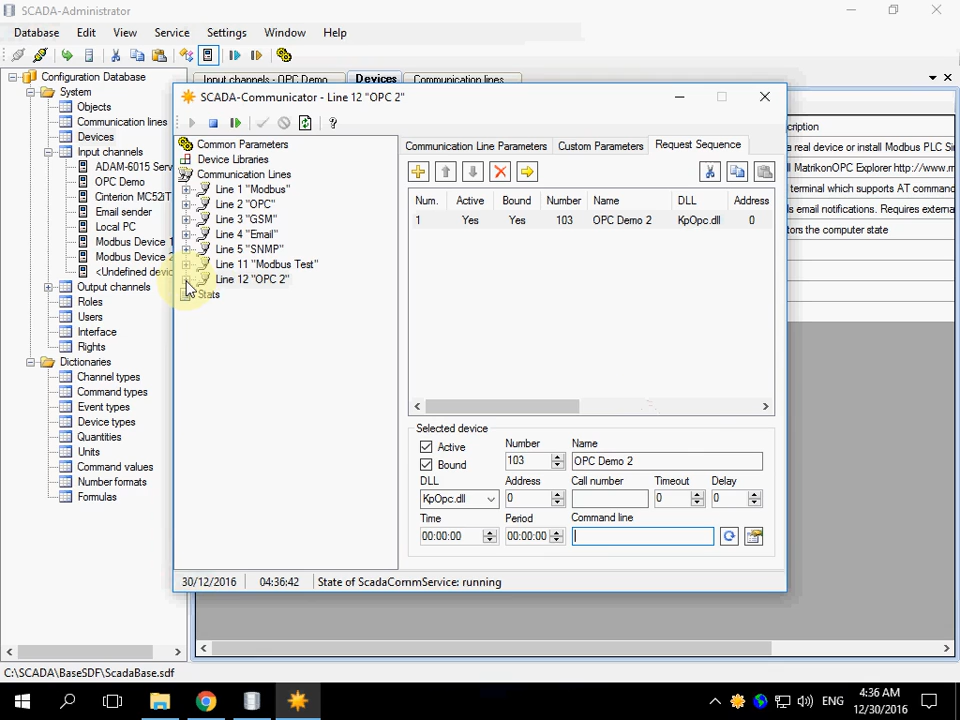 SCADA-Administrator
Database Edit View Service Settings Window Help
Configuration Database
System
Objects
Communication lines
Devices
Input channels
ADAM-6015 Serv
OPC Demo
Cinterion MC52iT
Email sender
Local PC
Modbus Device 1
Modbus Device 2
<Undefined devic
Output channels
Roles
Users
Interface
Rights
Dictionaries
Channel types
Command types
Event types
Device types
Quantities
Units
Command values
Number formats
Formulas
Input channels - OPC Demo Devices Communication lines
cription
a real device or install Modbus PLC Sin
ll MatrikonOPC Explorer http://www.m
terminal which supports AT command
ls email notifications. Requires externa
tors the computer state
SCADA-Communicator - Line 12 "OPC 2"
Common Parameters
Device Libraries
Communication Lines
Line 1 "Modbus"
Line 2 "OPC"
Line 3 "GSM"
Line 4 "Email"
Line 5 "SNMP"
Line 11 "Modbus Test"
Line 12 "OPC 2"
Stats
Communication Line Parameters Custom Parameters Request Sequence
Num. Active Bound Number Name DLL Address
1 Yes Yes 103 OPC Demo 2 KpOpc.dll 0
Selected device
Active
Bound
Number
103
Name
OPC Demo 2
DLL
KpOpc.dll
Address
0
Call number
Timeout
0
Delay
0
Time
00:00:00
Period
00:00:00
Command line
30/12/2016 04:36:42 State of ScadaCommService: running
C:\SCADA\BaseSDF\ScadaBase.sdf
ENG
4:36 AM
12/30/2016